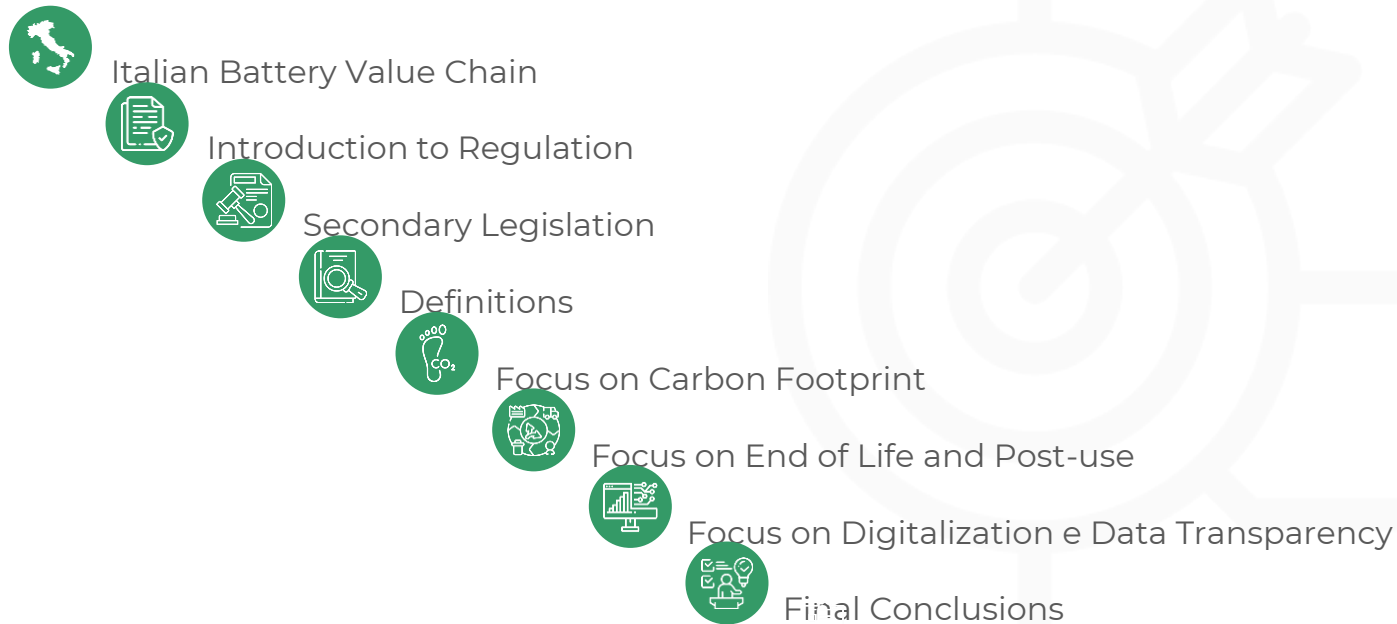 Italian Battery Value Chain
Introduction to Regulation
Secondary Legislation
Definitions
CO2
Focus on Carbon Footprint
Focus on End of Life and Post-use
Focus on Digitalization e Data Transparency
Final Conclusions